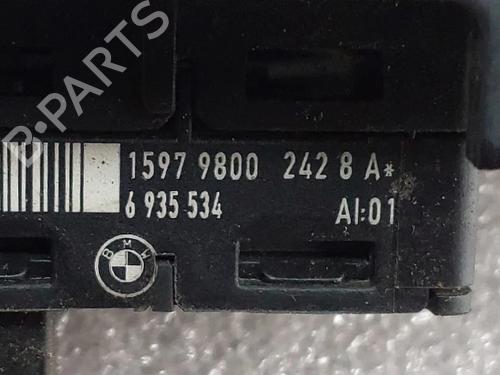 B-PARTS
1597 9800 242 8 A*
6 935 534 AI:01
BMW